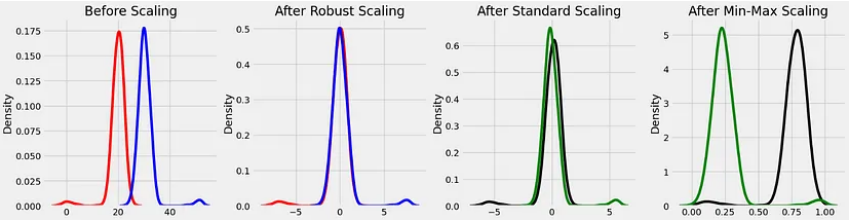 Before Scaling
Density
0.175
0.150
0.125
0.100
0.075
0.050
0.025
0.000
0 20 40
After Robust Scaling
Density
0.5
0.4
0.3
0.2
0.1
0.0
−5 0 5
After Standard Scaling
Density
0.6
0.5
0.4
0.3
0.2
0.1
0.0
−5 0 5
After Min-Max Scaling
Density
5
4
3
2
1
0
0.00 0.25 0.50 0.75 1.00